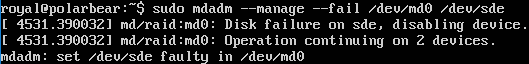 royal@polarbear:~$ sudo mdadm --manage --fail /dev/md0 /dev/sde
[ 4531.390032] md/raid:md0: Disk failure on sde, disabling device.
[ 4531.390032] md/raid:md0: Operation continuing on 2 devices.
mdadm: set /dev/sde faulty in /dev/md0